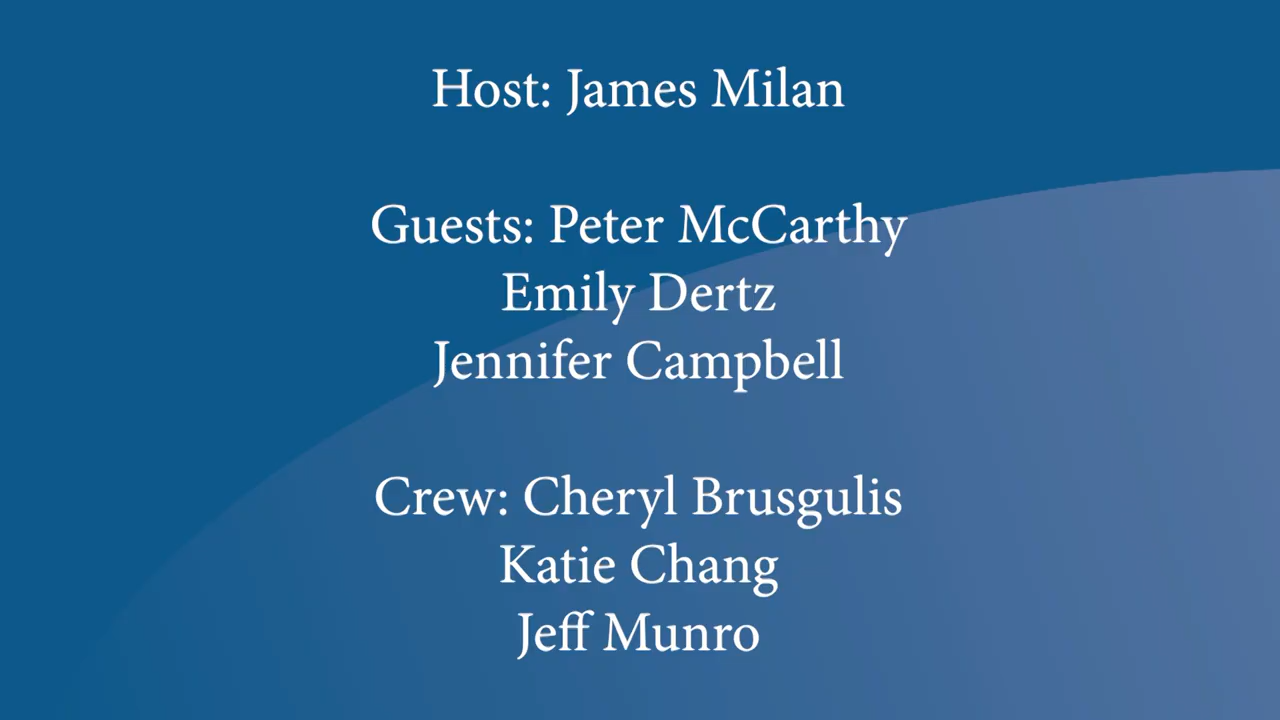 Host: James Milan
Guests: Peter McCarthy
Emily Dertz
Jennifer Campbell
Crew: Cheryl Brusgulis
Katie Chang
Jeff Munro